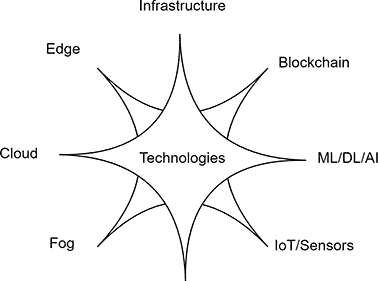 Infrastructure
Edge
Blockchain
Cloud
Technologies
ML/DL/AI
Fog
IoT/Sensors